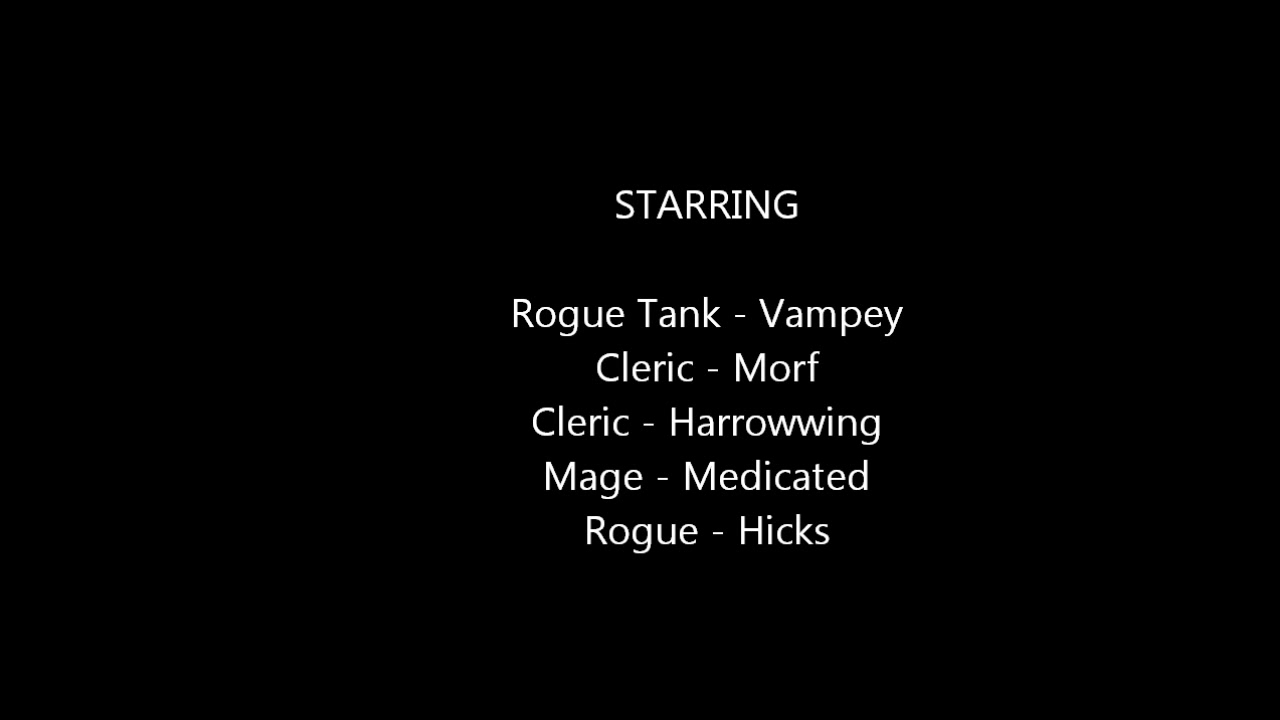 STARRING
Rogue Tank - Vampey
Cleric - Morf
Cleric - Harrowwing
Mage - Medicated
Rogue - Hicks